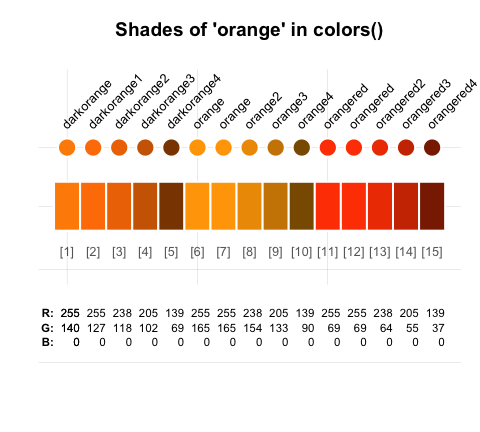 Shades of 'orange' in colors()
darkorange darkorange1 darkorange2 darkorange3 darkorange4 orange orange orange2 orange3 orange4 orangered orangered orangered2 orangered3 orangered4
[1] [2] [3] [4] [5] [6] [7] [8] [9] [10] [11] [12] [13] [14] [15]
R: 255 255 238 205 139 255 255 238 205 139 255 255 238 205 139
G: 140 127 118 102 69 165 165 154 133 90 69 69 64 55 37
B: 0 0 0 0 0 0 0 0 0 0 0 0 0 0 0